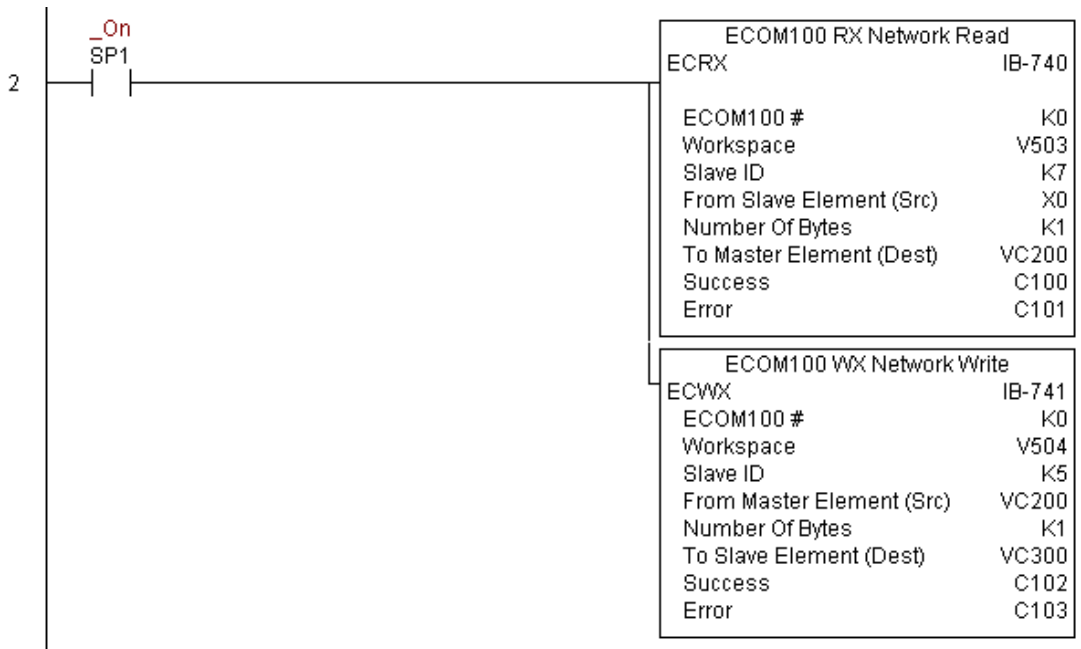 _On
SP1
2
ECOM100 RX Network Read
ECRX IB-740
ECOM100 # K0
Workspace V503
Slave ID K7
From Slave Element (Src) X0
Number Of Bytes K1
To Master Element (Dest) VC200
Success C100
Error C101
ECOM100 WX Network Write
ECWX IB-741
ECOM100 # K0
Workspace V504
Slave ID K5
From Master Element (Src) VC200
Number Of Bytes K1
To Slave Element (Dest) VC300
Success C102
Error C103